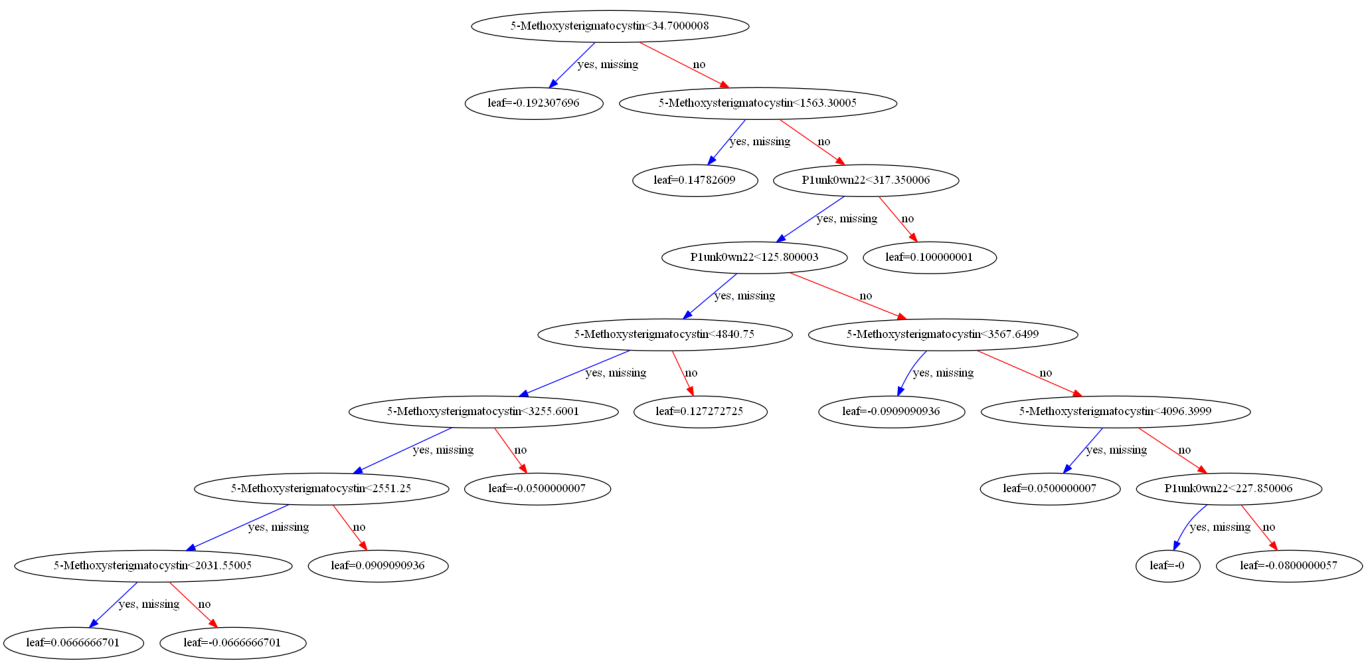 5-Methoxysterigmatocystin<34.7000008
yes, missing
no
leaf=-0.192307696
5-Methoxysterigmatocystin<1563.30005
yes, missing
no
leaf=0.14782609
P1unk0wn22<317.350006
yes, missing
no
P1unk0wn22<125.800003
leaf=0.100000001
yes, missing
no
5-Methoxysterigmatocystin<4840.75
5-Methoxysterigmatocystin<3567.6499
yes, missing
no
yes, missing
no
5-Methoxysterigmatocystin<3255.6001
leaf=0.127272725
leaf=-0.0909090936
5-Methoxysterigmatocystin<4096.3999
yes, missing
no
yes, missing
no
5-Methoxysterigmatocystin<2551.25
leaf=-0.0500000007
leaf=0.0500000007
P1unk0wn22<227.850006
yes, missing
no
yes, missing
no
5-Methoxysterigmatocystin<2031.55005
leaf=0.0909090936
leaf=-0
leaf=-0.0800000057
yes, missing
no
leaf=0.0666666701
leaf=-0.0666666701